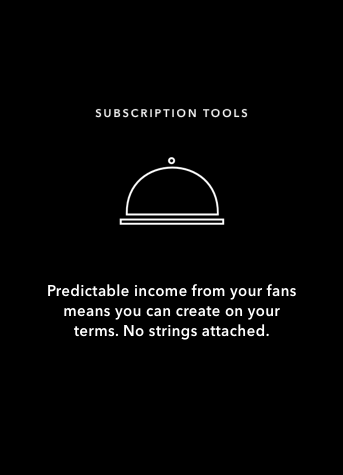 SUBSCRIPTION TOOLS
Predictable income from your fans
means you can create on your
terms. No strings attached.